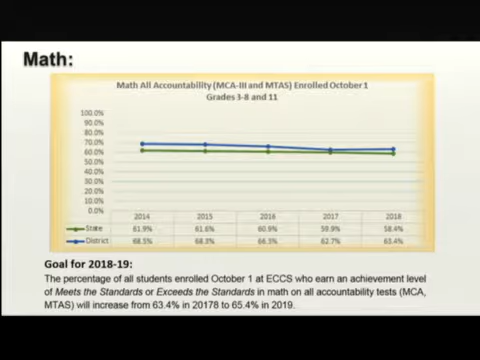 Math:
Math All Accountability (MCA-III and MTAS) Enrolled October 1
Grades 3-8 and 11
100.0%
90.0%
80.0%
70.0%
60.0%
50.0%
40.0%
30.0%
20.0%
10.0%
0.0%
2014 2015 2016 2017 2018
State 61.9% 61.6% 60.9% 59.9% 58.4%
District 68.5% 68.3% 66.3% 62.7% 63.4%
Goal for 2018-19:
The percentage of all students enrolled October 1 at ECCS who earn an achievement level
of Meets the Standards or Exceeds the Standards in math on all accountability tests (MCA,
MTAS) will increase from 63.4% in 20178 to 65.4% in 2019.